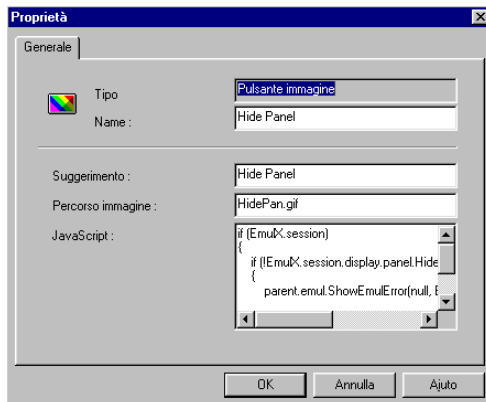 Proprietà
Generale
Tipo
Pulsante immagine
Name :
Hide Panel
Suggerimento :
Hide Panel
Percorso immagine :
HidePan.gif
JavaScript :
if (EmulX.session)
{
if (!EmulX.session.display.panel.Hide
{
parent.emul.ShowEmulError(null,
OK
Annulla
Aiuto